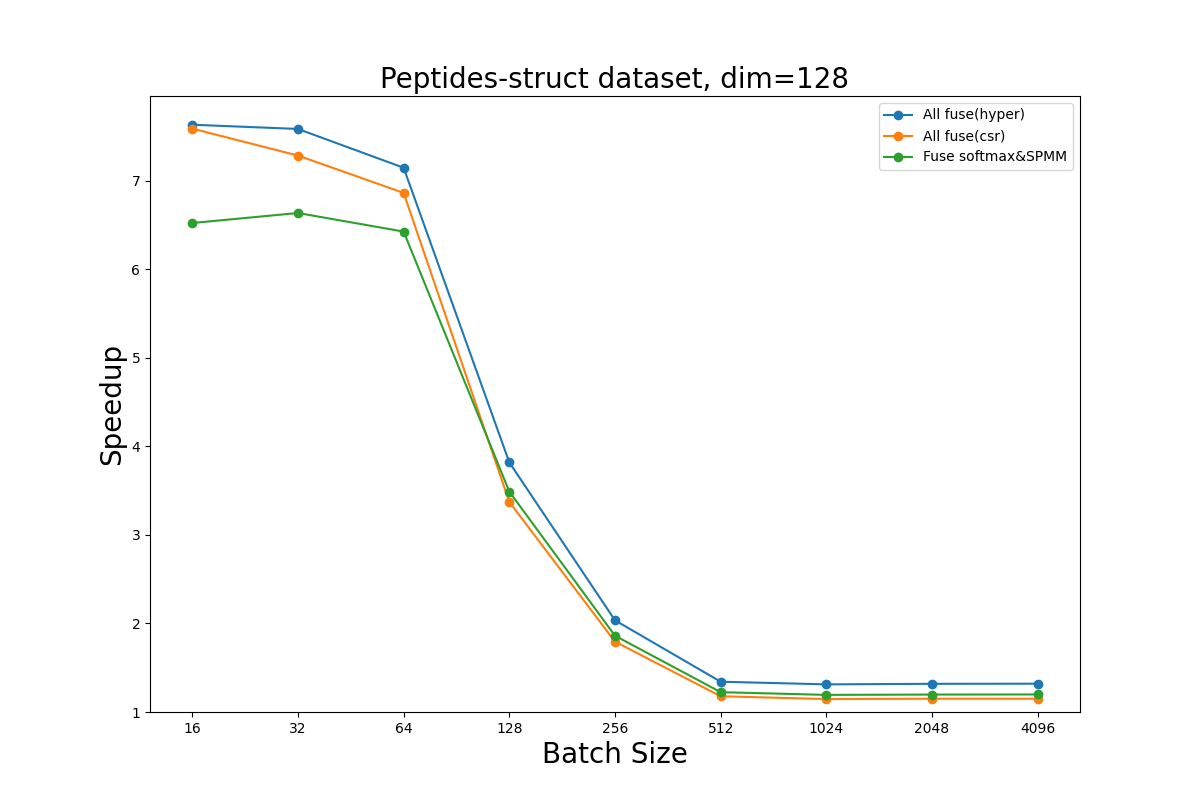 Peptides-struct dataset, dim=128
All fuse(hyper)
All fuse(csr)
Fuse softmax&SPMM
Speedup
7
6
5
4
3
2
1
16 32 64 128 256 512 1024 2048 4096
Batch Size